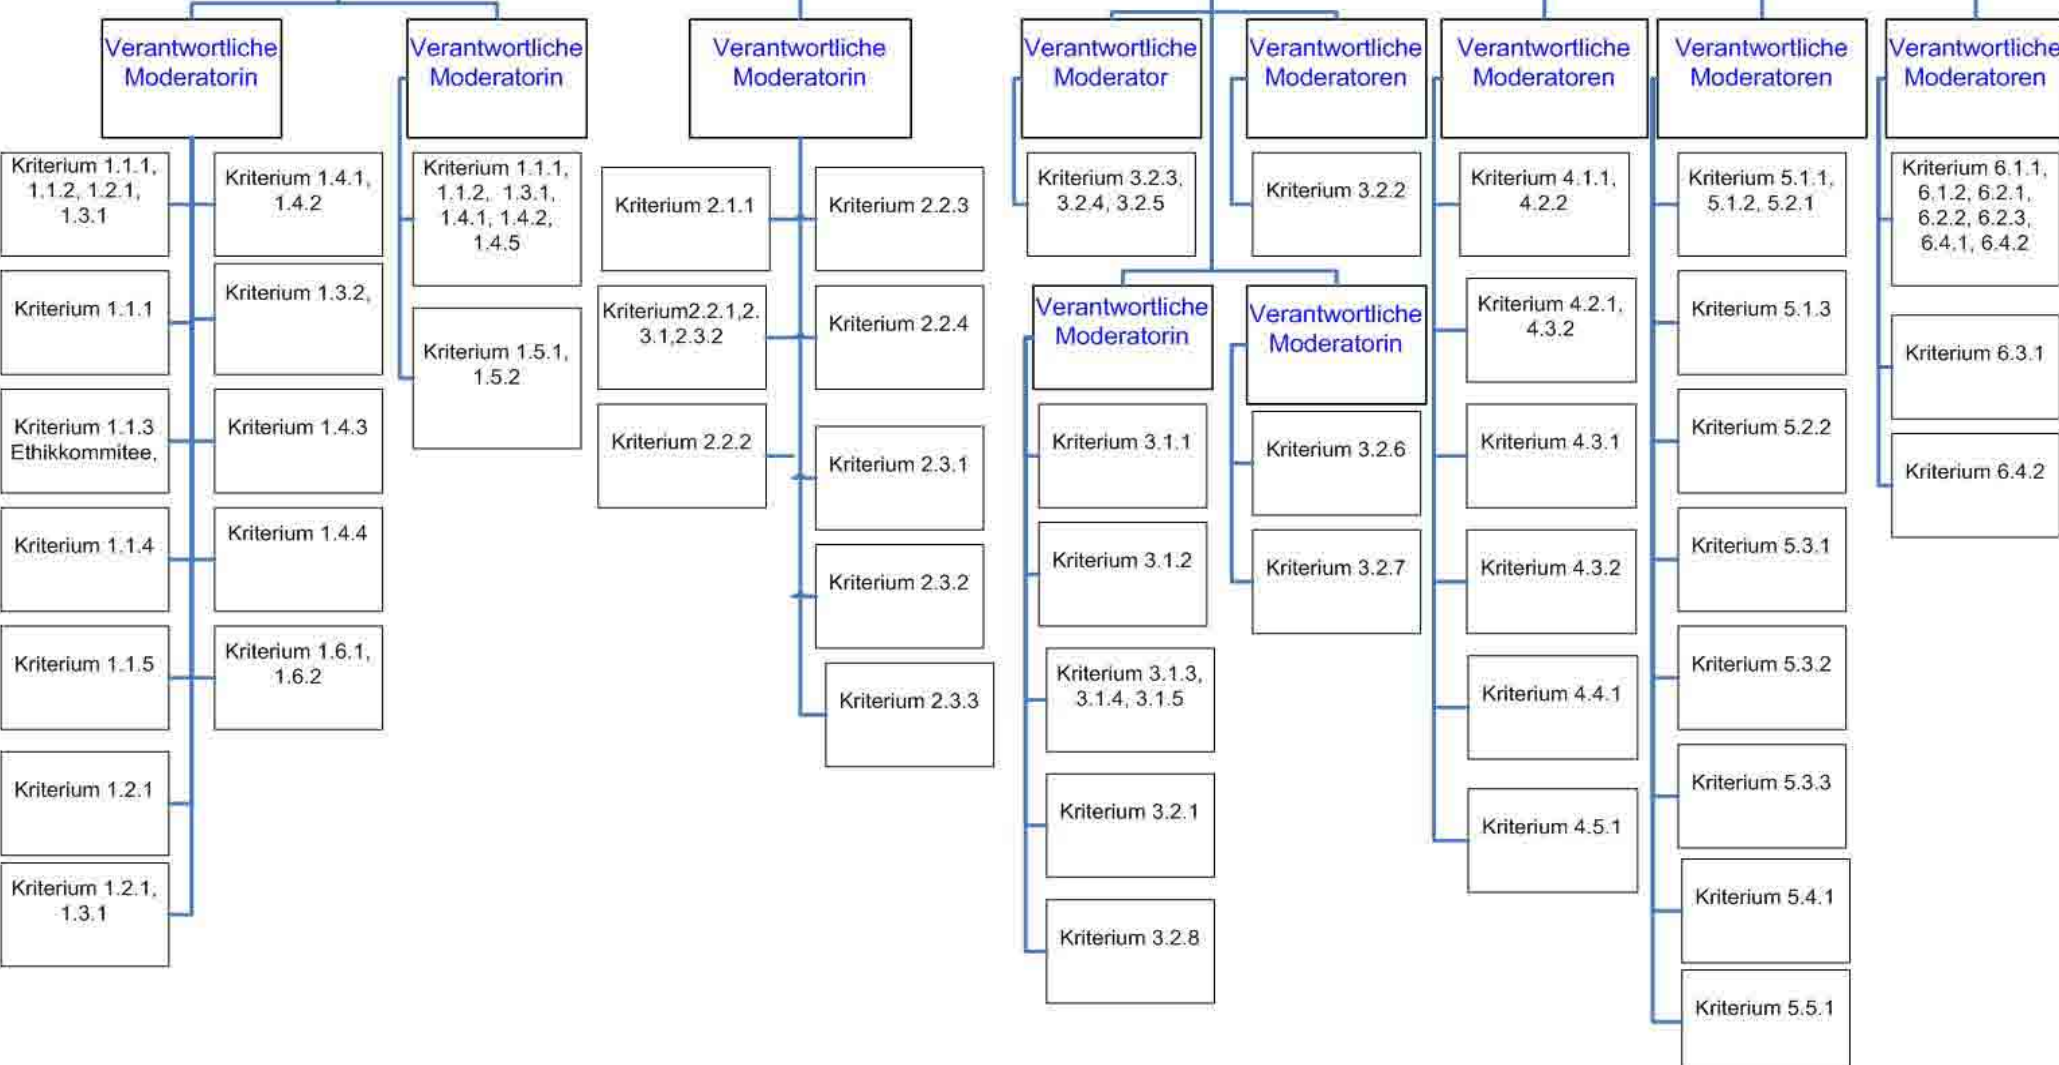 Verantwortliche
Moderatorin
Kriterium 1.1.1,
1.1.2, 1.2.1,
1.3.1
Kriterium 1.1.1
Kriterium 1.1.3
Ethikkommitee,
Kriterium 1.1.4
Kriterium 1.1.5
Kriterium 1.2.1
Kriterium 1.2.1,
1.3.1
Kriterium 1.4.1,
1.4.2
Kriterium 1.3.2,
Kriterium 1.4.3
Kriterium 1.4.4
Kriterium 1.6.1,
1.6.2
Verantwortliche
Moderatorin
Kriterium 1.1.1,
1.1.2, 1.3.1,
1.4.1, 1.4.2,
1.4.5
Kriterium 1.5.1,
1.5.2
Verantwortliche
Moderatorin
Kriterium 2.1.1
Kriterium2.2.1,2.
3.1,2.3.2
Kriterium 2.2.2
Kriterium 2.2.3
Kriterium 2.2.4
Kriterium 2.3.1
Kriterium 2.3.2
Kriterium 2.3.3
Verantwortliche
Moderator
Kriterium 3.2.3,
3.2.4, 3.2.5
Verantwortliche
Moderatoren
Kriterium 3.2.2
Verantwortliche
Moderatorin
Kriterium 3.1.1
Kriterium 3.1.2
Kriterium 3.1.3,
3.1.4, 3.1.5
Kriterium 3.2.1
Kriterium 3.2.8
Verantwortliche
Moderatorin
Kriterium 3.2.6
Kriterium 3.2.7
Verantwortliche
Moderatoren
Kriterium 4.1.1,
4.2.2
Kriterium 4.2.1,
4.3.2
Kriterium 4.3.1
Kriterium 4.3.2
Kriterium 4.4.1
Kriterium 4.5.1
Verantwortliche
Moderatoren
Kriterium 5.1.1,
5.1.2, 5.2.1
Kriterium 5.1.3
Kriterium 5.2.2
Kriterium 5.3.1
Kriterium 5.3.2
Kriterium 5.3.3
Kriterium 5.4.1
Kriterium 5.5.1
Verantwortliche
Moderatoren
Kriterium 6.1.1,
6.1.2, 6.2.1,
6.2.2, 6.2.3,
6.4.1, 6.4.2
Kriterium 6.3.1
Kriterium 6.4.2